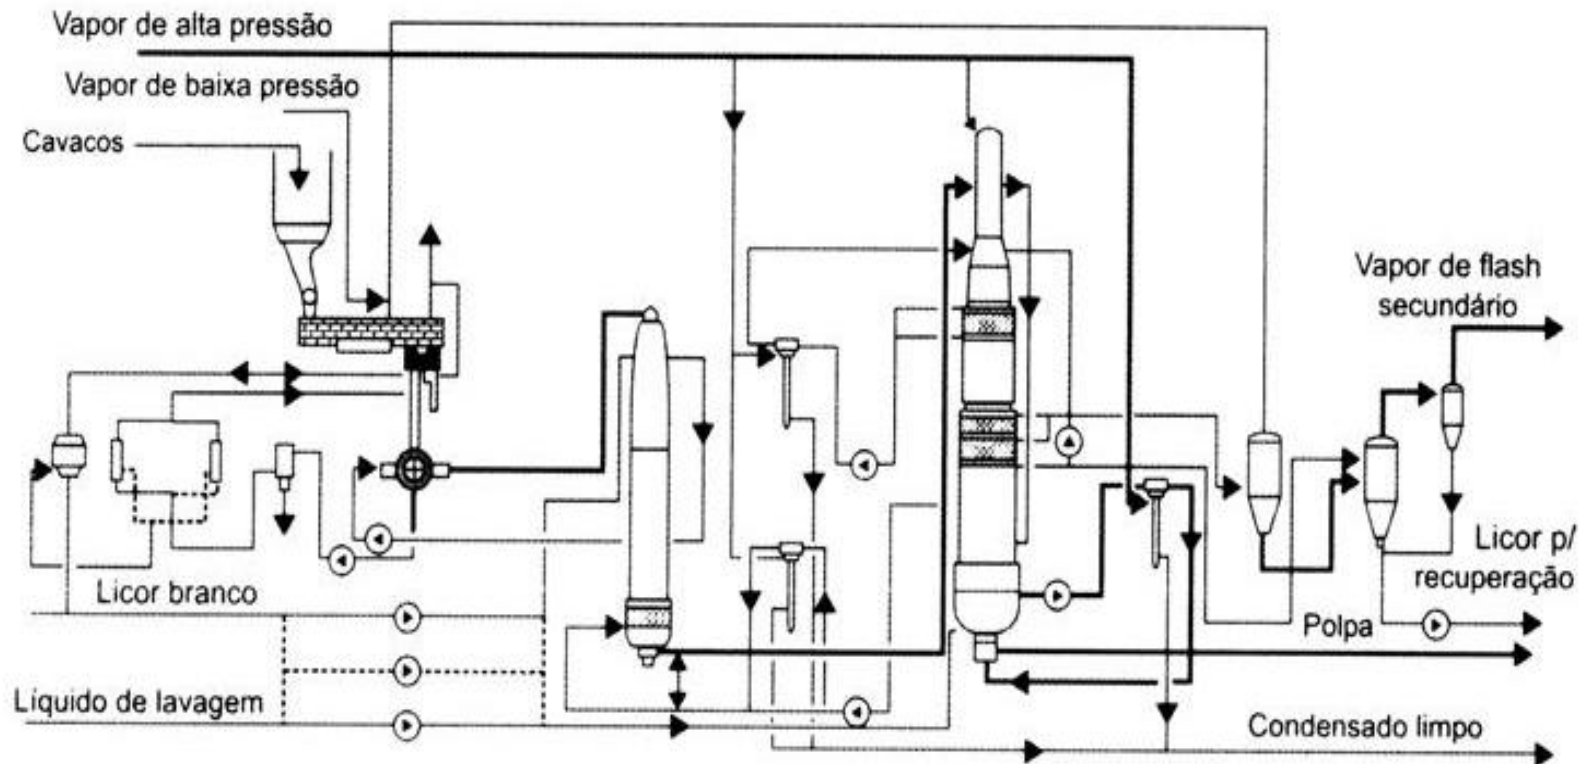 Vapor de alta pressão
Vapor de baixa pressão
Cavacos
Vapor de flash
secundário
Licor p/
recuperação
Licor branco
Polpa
Líquido de lavagem
Condensado limpo